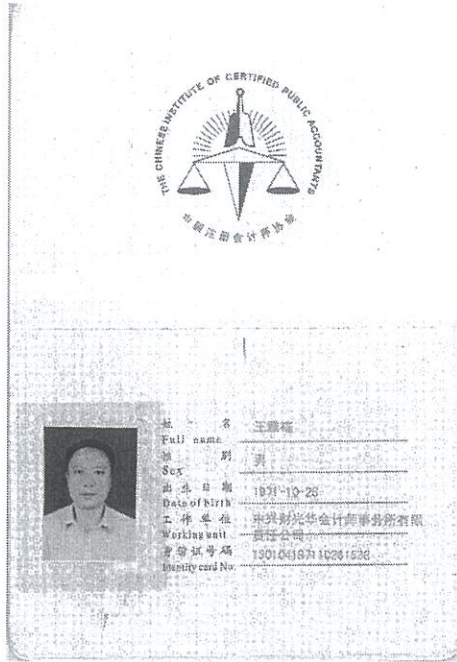 THE CHINESE INSTITUTE OF CERTIFIED PUBLIC ACCOUNTANTS
中国注册会计师协会
姓 名
Full name
性 别
Sex 男
出生日期
Date of birth 1971-10-28
工作单位 中兴财光华会计师事务所有限
Working unit 责任公司
身份证号码
Identity card No.